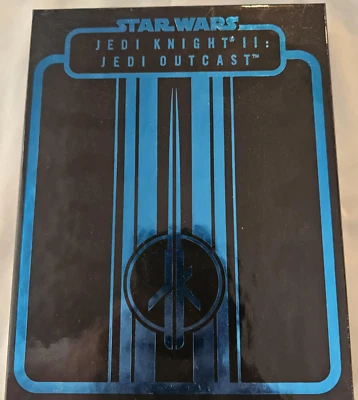 STAR WARS
JEDI KNIGHT® II:
JEDI OUTCAST™